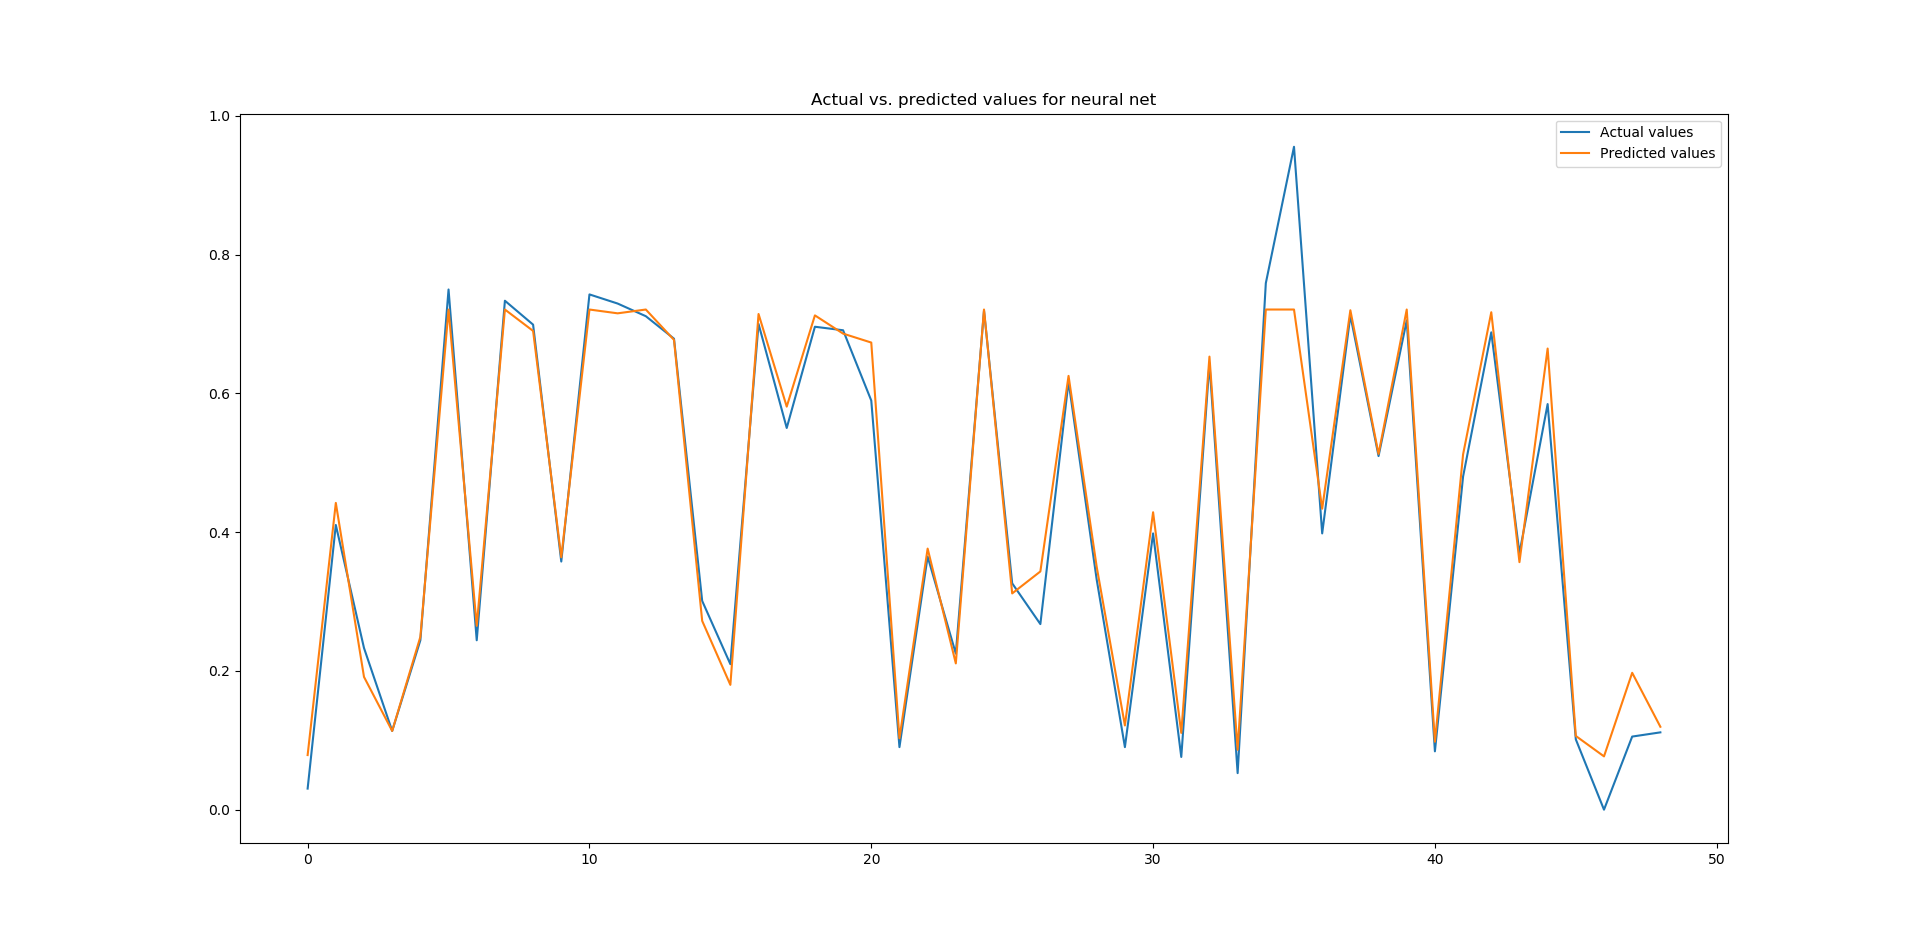 Actual vs. predicted values for neural net
1.0
Actual values
Predicted values
0.8
0.6
0.4
0.2
0.0
0 10 20 30 40 50